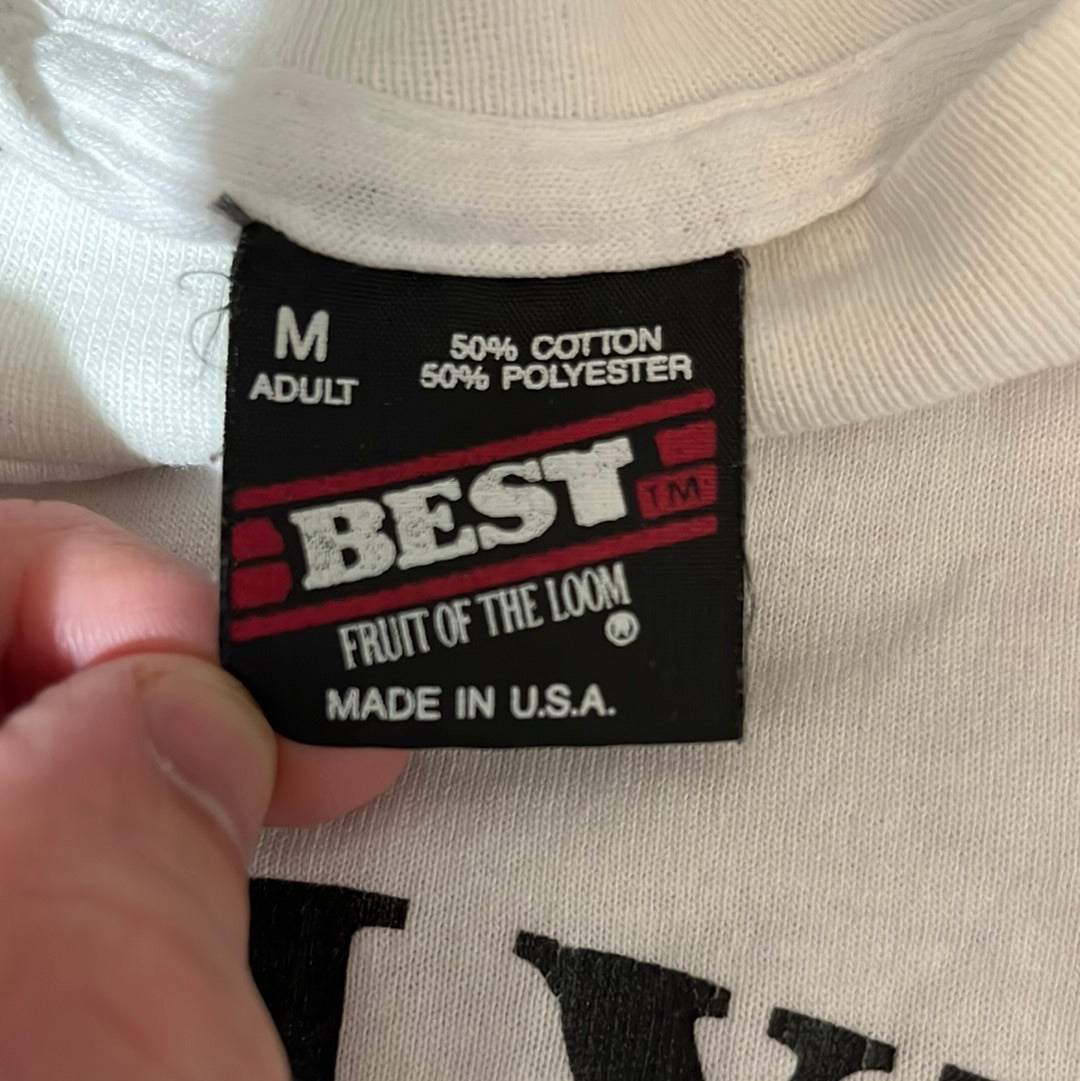 M
ADULT
50% COTTON
50% POLYESTER
BEST
TM
FRUIT OF THE LOOM
®
MADE IN U.S.A.